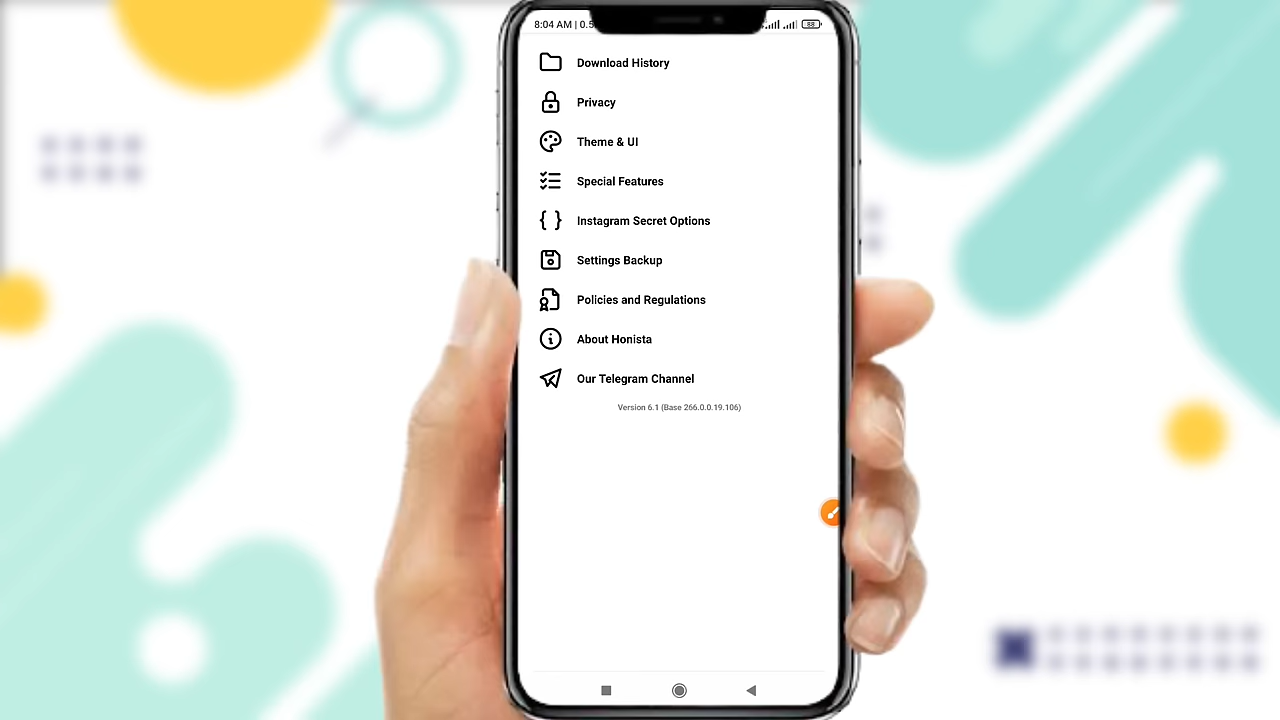 8:04 AM | 0.5
88
Download History
Privacy
Theme & UI
Special Features
Instagram Secret Options
Settings Backup
Policies and Regulations
About Honista
Our Telegram Channel
Version 6.1 (Base 266.0.0.19.106)